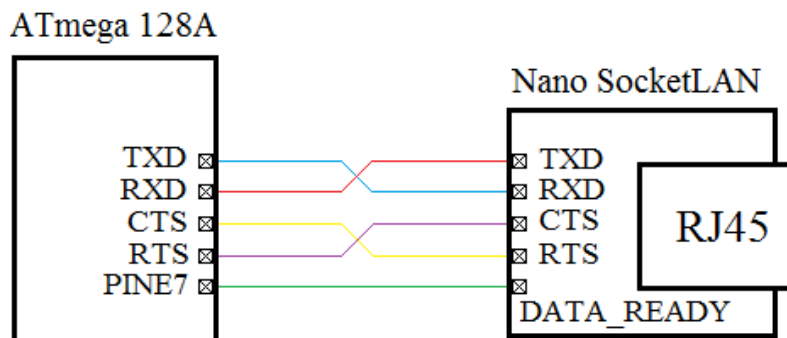 ATmega 128A
Nano SocketLAN
TXD
RXD
CTS
RTS
PINE7
TXD
RXD
CTS
RTS
DATA_READY
RJ45